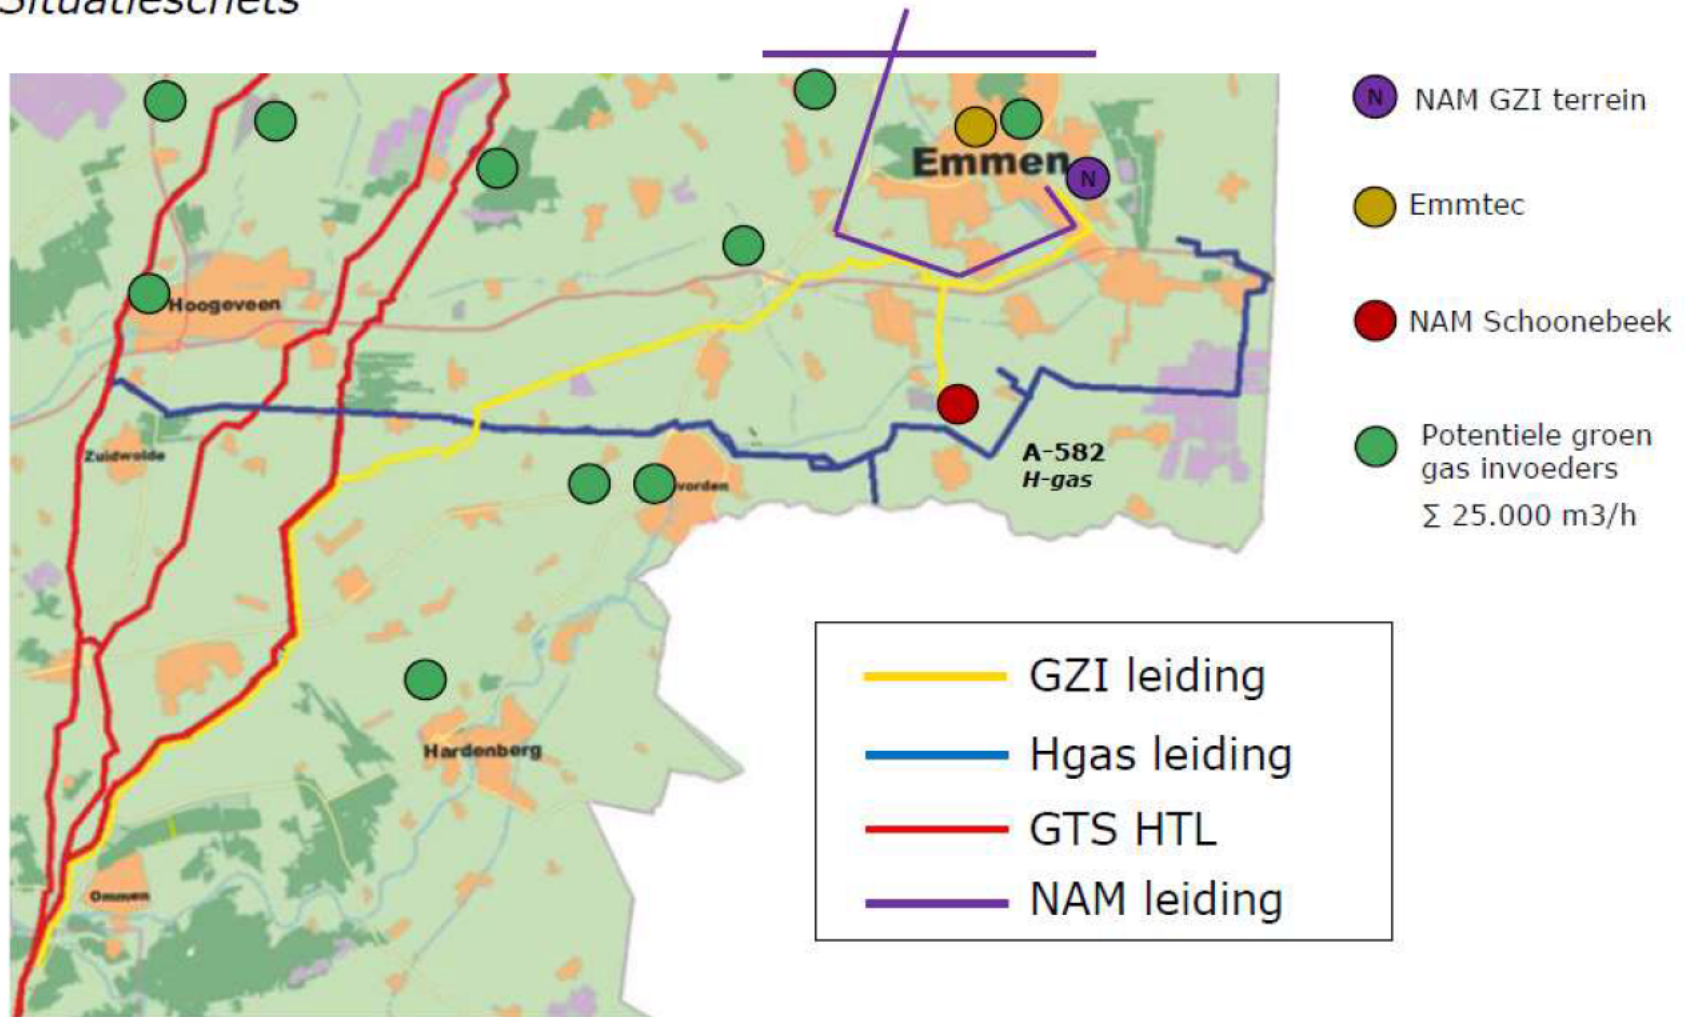 Situatieschets
N
NAM GZI terrein
Emmen
N
Emmtec
Hoogeveen
NAM Schoonebeek
Zuidwolde
A-582
H-gas
vorden
Potentiele groen
gas invoeders
∑ 25.000 m3/h
GZI leiding
Hgas leiding
GTS HTL
NAM leiding
Hardenberg
Ommen